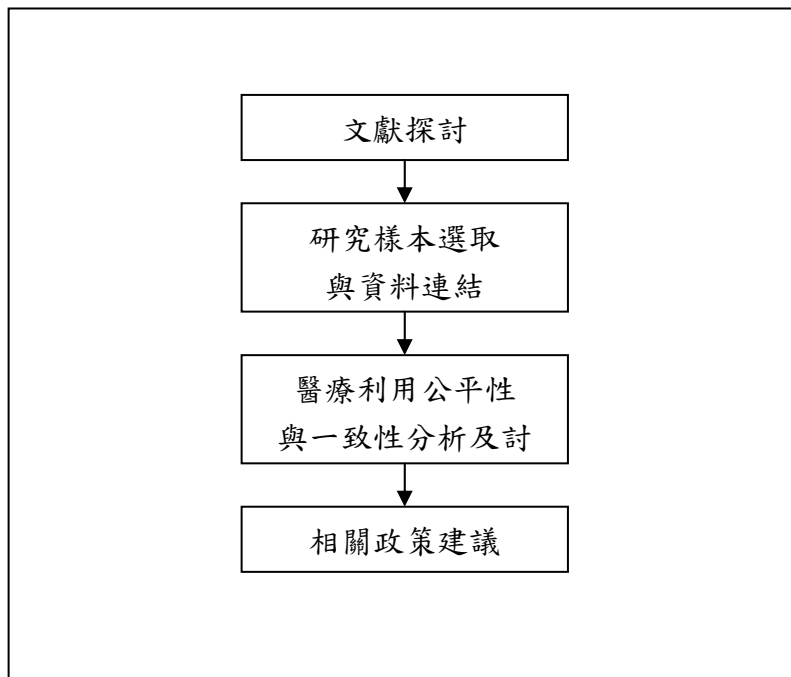 文獻探討
研究樣本選取
與資料連結
醫療利用公平性
與一致性分析及討
相關政策建議